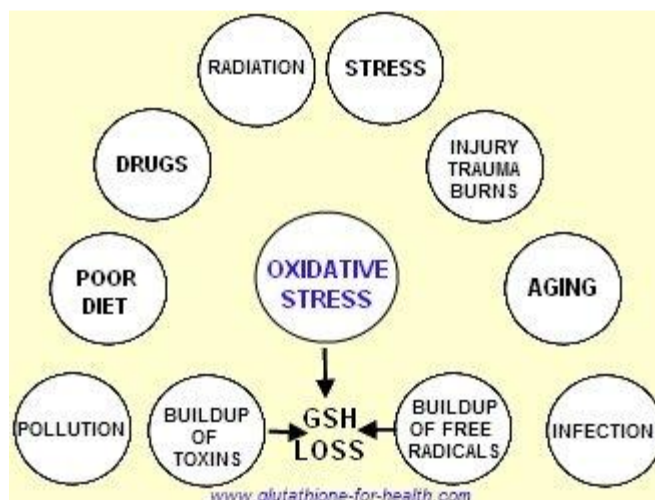 RADIATION
STRESS
DRUGS
INJURY
TRAUMA
BURNS
POOR
DIET
OXIDATIVE
STRESS
AGING
POLLUTION
BUILDUP
OF
TOXINS
GSH
LOSS
BUILDUP
OF FREE
RADICALS
INFECTION
www.glutathione-for-health.com